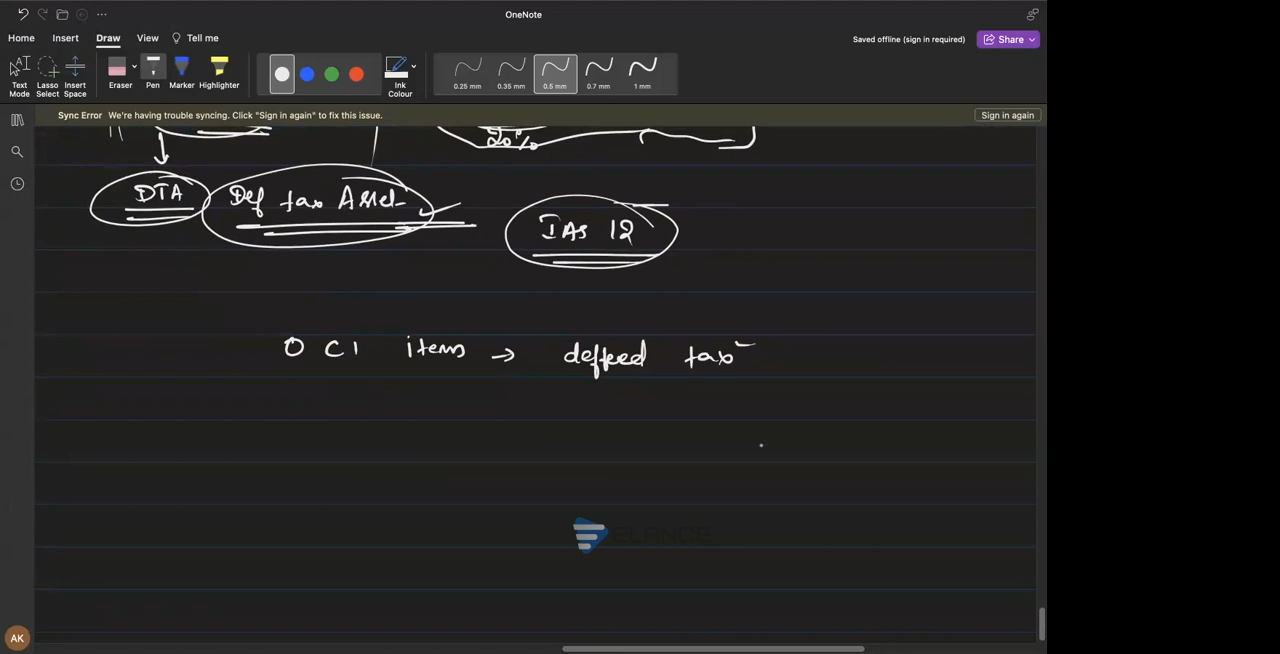 OneNote
Home Insert Draw View Tell me
Saved offline (sign in required)
Share
Text Mode
Lasso Select
Insert Space
Eraser
Pen
Marker
Highlighter
Ink Colour
0.25 mm
0.35 mm
0.5 mm
0.7 mm
1 mm
Sync Error We're having trouble syncing. Click "Sign in again" to fix this issue.
Sign in again
20%
DTA Def tax Asset
IAS 12
OCI items → deffeed tax
ELANCE
AK